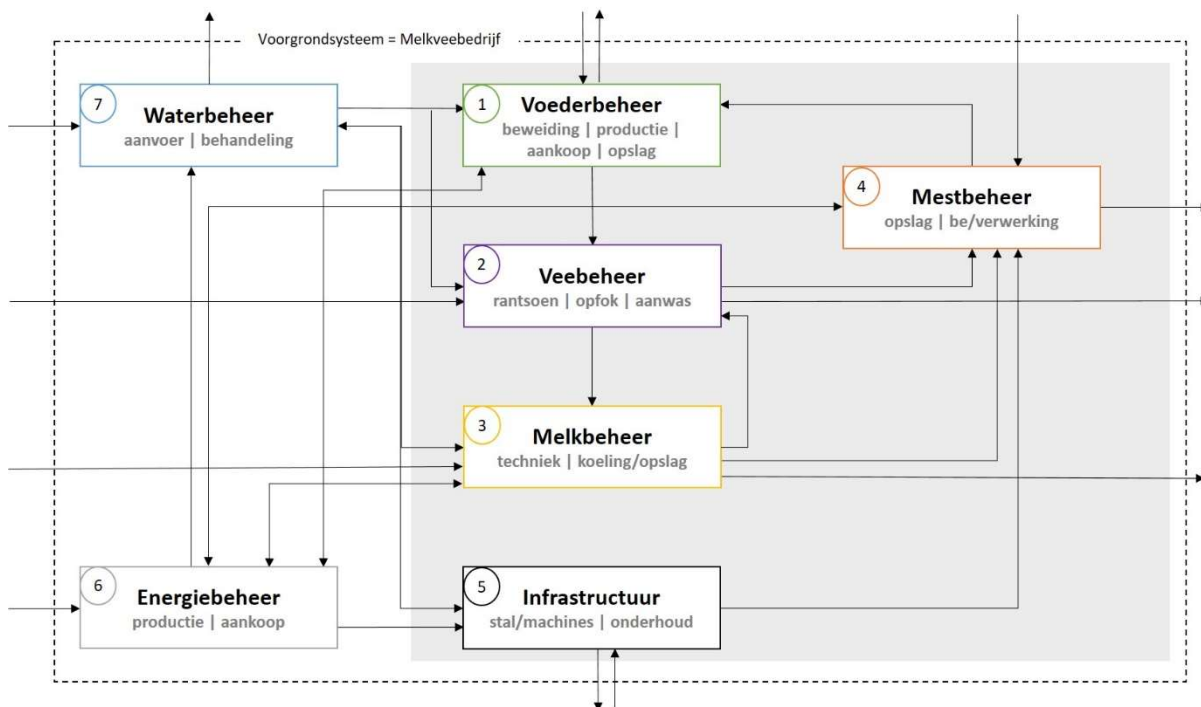 Voorgrondsysteem = Melkveebedrijf
7
Waterbeheer
aanvoer | behandeling
1
Voederbeheer
beweiding | productie |
aankoop | opslag
4
Mestbeheer
opslag | be/verwerking
2
Veebeheer
rantsoen | opfok | aanwas
3
Melkbeheer
techniek | koeling/opslag
6
Energiebeheer
productie | aankoop
5
Infrastructuur
stal/machines | onderhoud